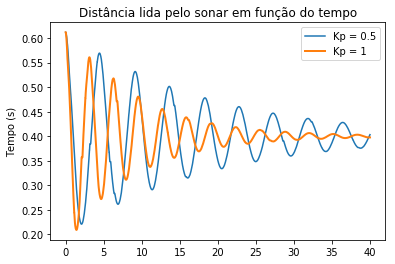 Distância lida pelo sonar em função do tempo
Kp = 0.5
Kp = 1
Tempo (s)
0.60
0.55
0.50
0.45
0.40
0.35
0.30
0.25
0.20
0 5 10 15 20 25 30 35 40